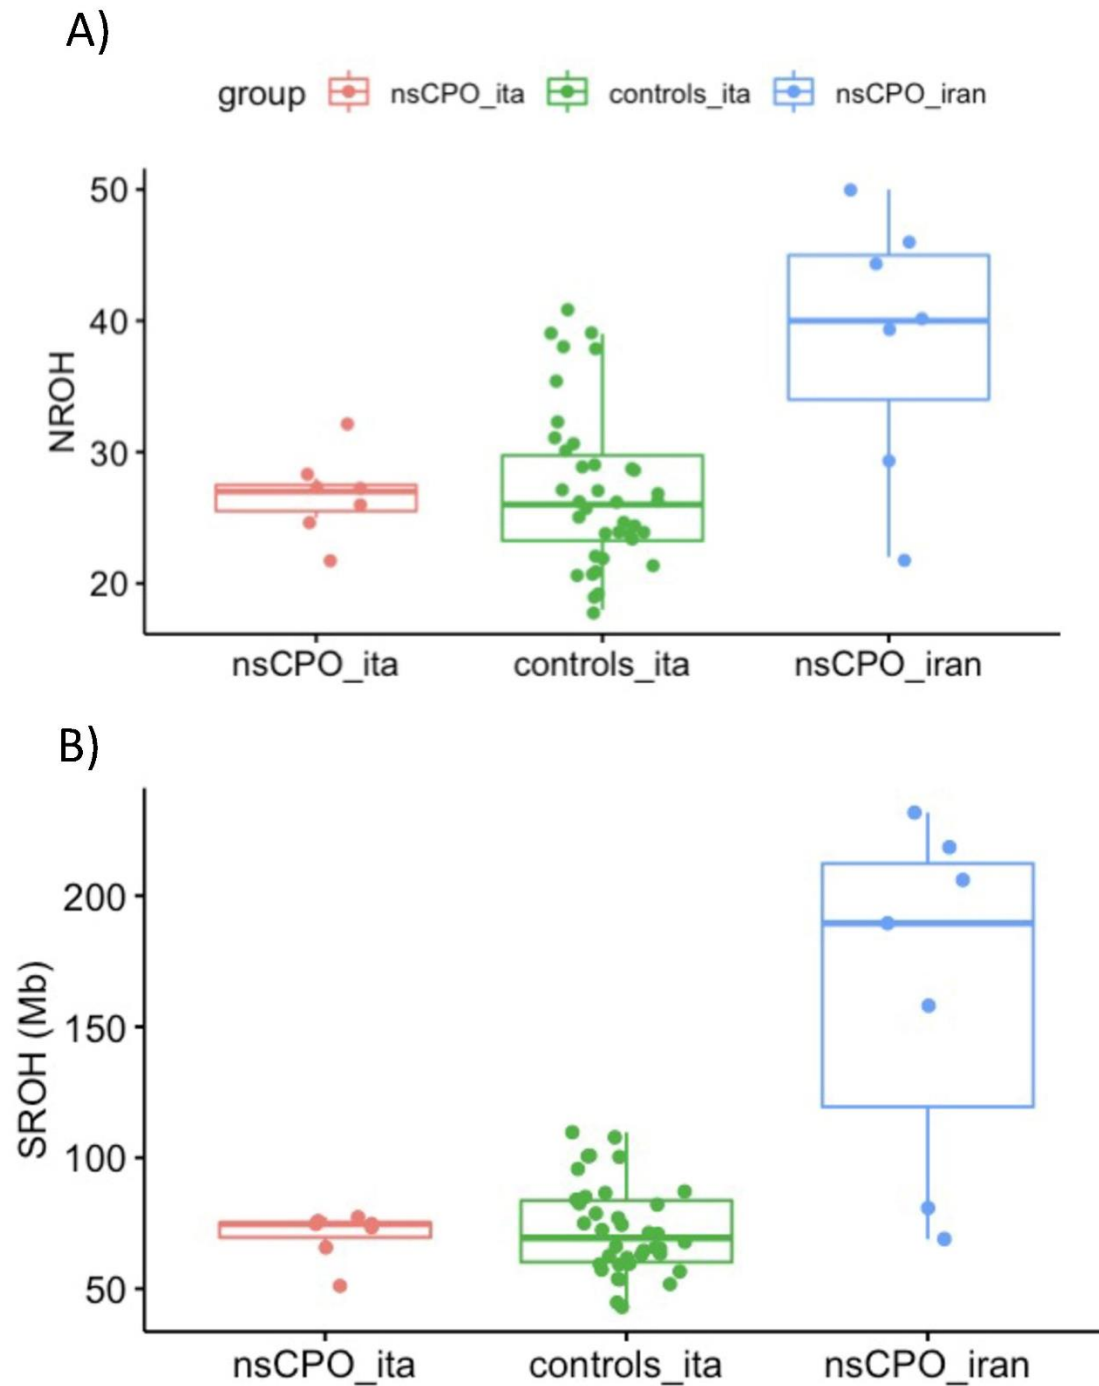 A)
group nsCPO_ita controls_ita nsCPO_iran
50
40
30
20
NROH
nsCPO_ita controls_ita nsCPO_iran
B)
200
150
100
50
SROH (Mb)
nsCPO_ita controls_ita nsCPO_iran